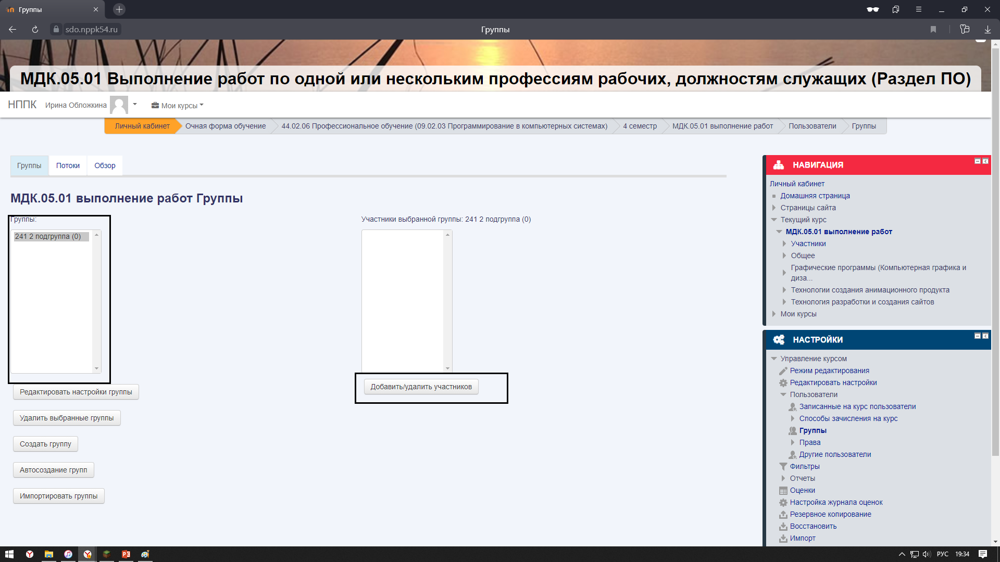 Группы
sdo.nppk54.ru
Группы
МДК.05.01 Выполнение работ по одной или нескольким профессиям рабочих, должностям служащих (Раздел ПО)
НППК Ирина Обложкина Мои курсы
Личный кабинет Очная форма обучение 44.02.06 Профессиональное обучение (09.02.03 Программирование в компьютерных системах) 4 семестр МДК.05.01 выполнение работ Пользователи Группы
Группы Потоки Обзор
МДК.05.01 выполнение работ Группы
Группы:
241 2 подгруппа (0)
Редактировать настройки группы
Удалить выбранные группы
Создать группу
Автосоздание групп
Импортировать группы
Участники выбранной группы: 241 2 подгруппа (0)
Добавить/удалить участников
НАВИГАЦИЯ
Личный кабинет
Домашняя страница
Страницы сайта
Текущий курс
МДК.05.01 выполнение работ
Участники
Общее
Графические программы (Компьютерная графика и
диза...
Технологии создания анимационного продукта
Технология разработки и создания сайтов
Мои курсы
НАСТРОЙКИ
Управление курсом
Режим редактирования
Редактировать настройки
Пользователи
Записанные на курс пользователи
Способы зачисления на курс
Группы
Права
Другие пользователи
Фильтры
Отчеты
Оценки
Настройка журнала оценок
Резервное копирование
Восстановить
Импорт
РУС 19:34